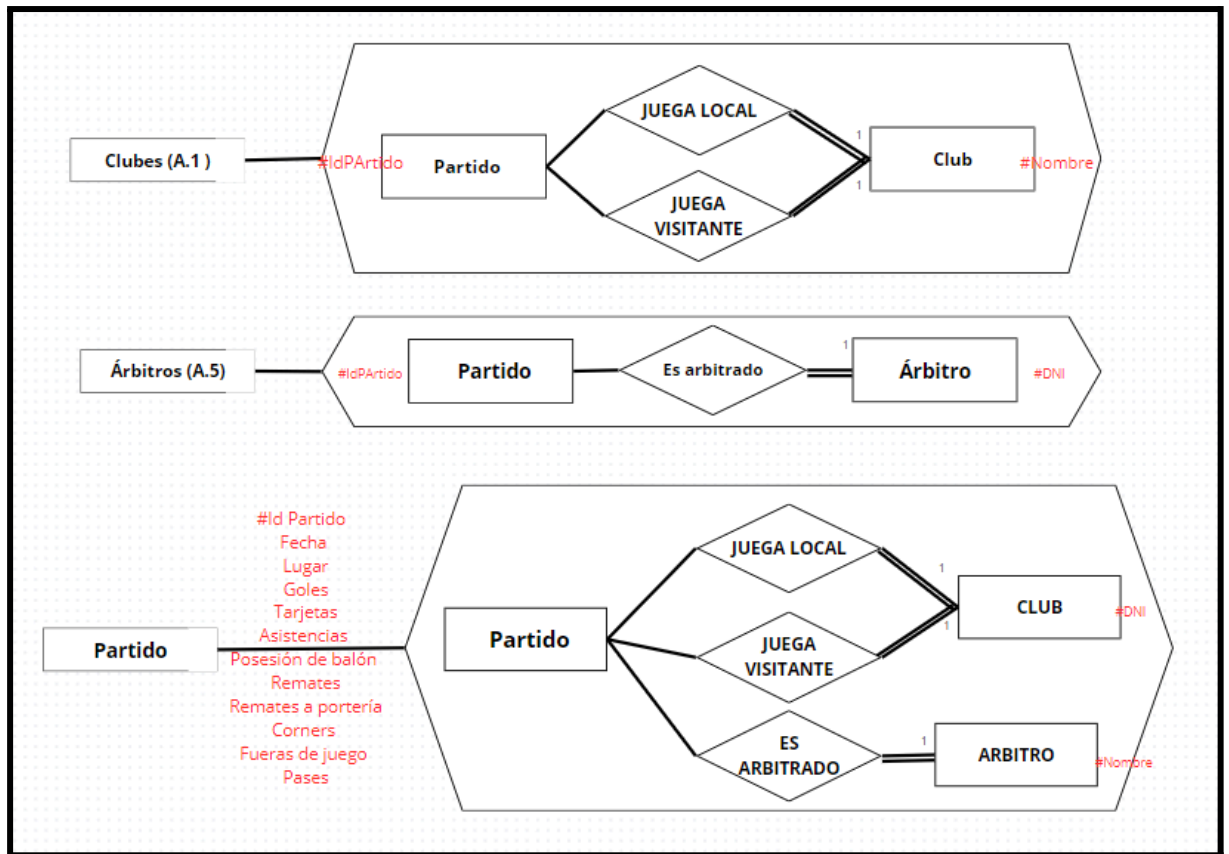 JUEGA LOCAL
1
Clubes (A.1 )
#IdPArtido
Partido
Club
#Nombre
1
JUEGA
VISITANTE
1
Árbitros (A.5)
#IdPArtido
Partido
Es arbitrado
Árbitro
#DNI
#Id Partido
Fecha
Lugar
Goles
Tarjetas
Asistencias
Posesión de balón
Remates
Remates a portería
Corners
Fueras de juego
Pases
Partido
Partido
JUEGA LOCAL
1
CLUB
#DNI
1
JUEGA
VISITANTE
ES
ARBITRADO
1
ARBITRO
#Nombre